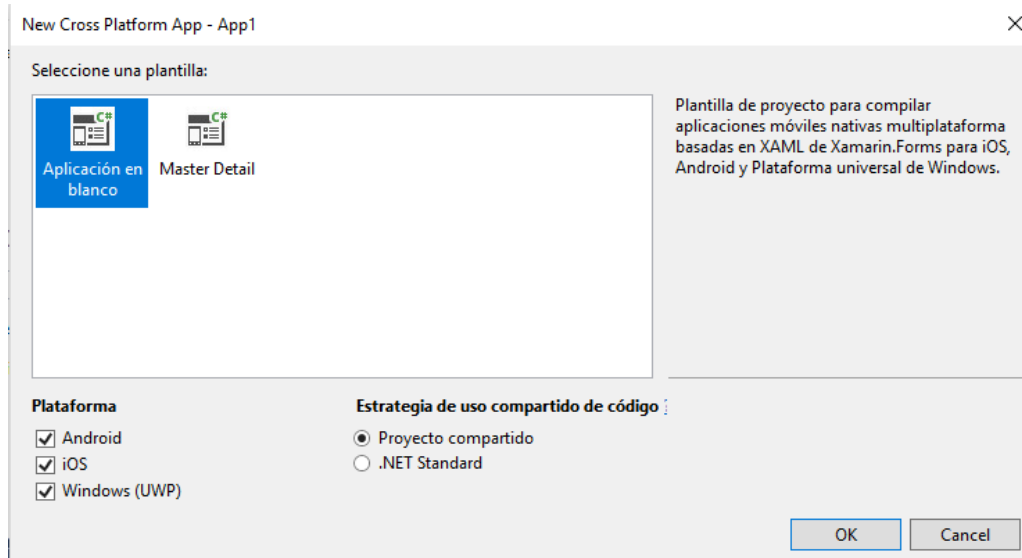 New Cross Platform App - App1
Seleccione una plantilla:
C#
Aplicación en
blanco
C#
Master Detail
Plantilla de proyecto para compilar
aplicaciones móviles nativas multiplataforma
basadas en XAML de Xamarin.Forms para iOS,
Android y Plataforma universal de Windows.
Plataforma
Android
iOS
Windows (UWP)
Estrategia de uso compartido de código
Proyecto compartido
.NET Standard
OK
Cancel